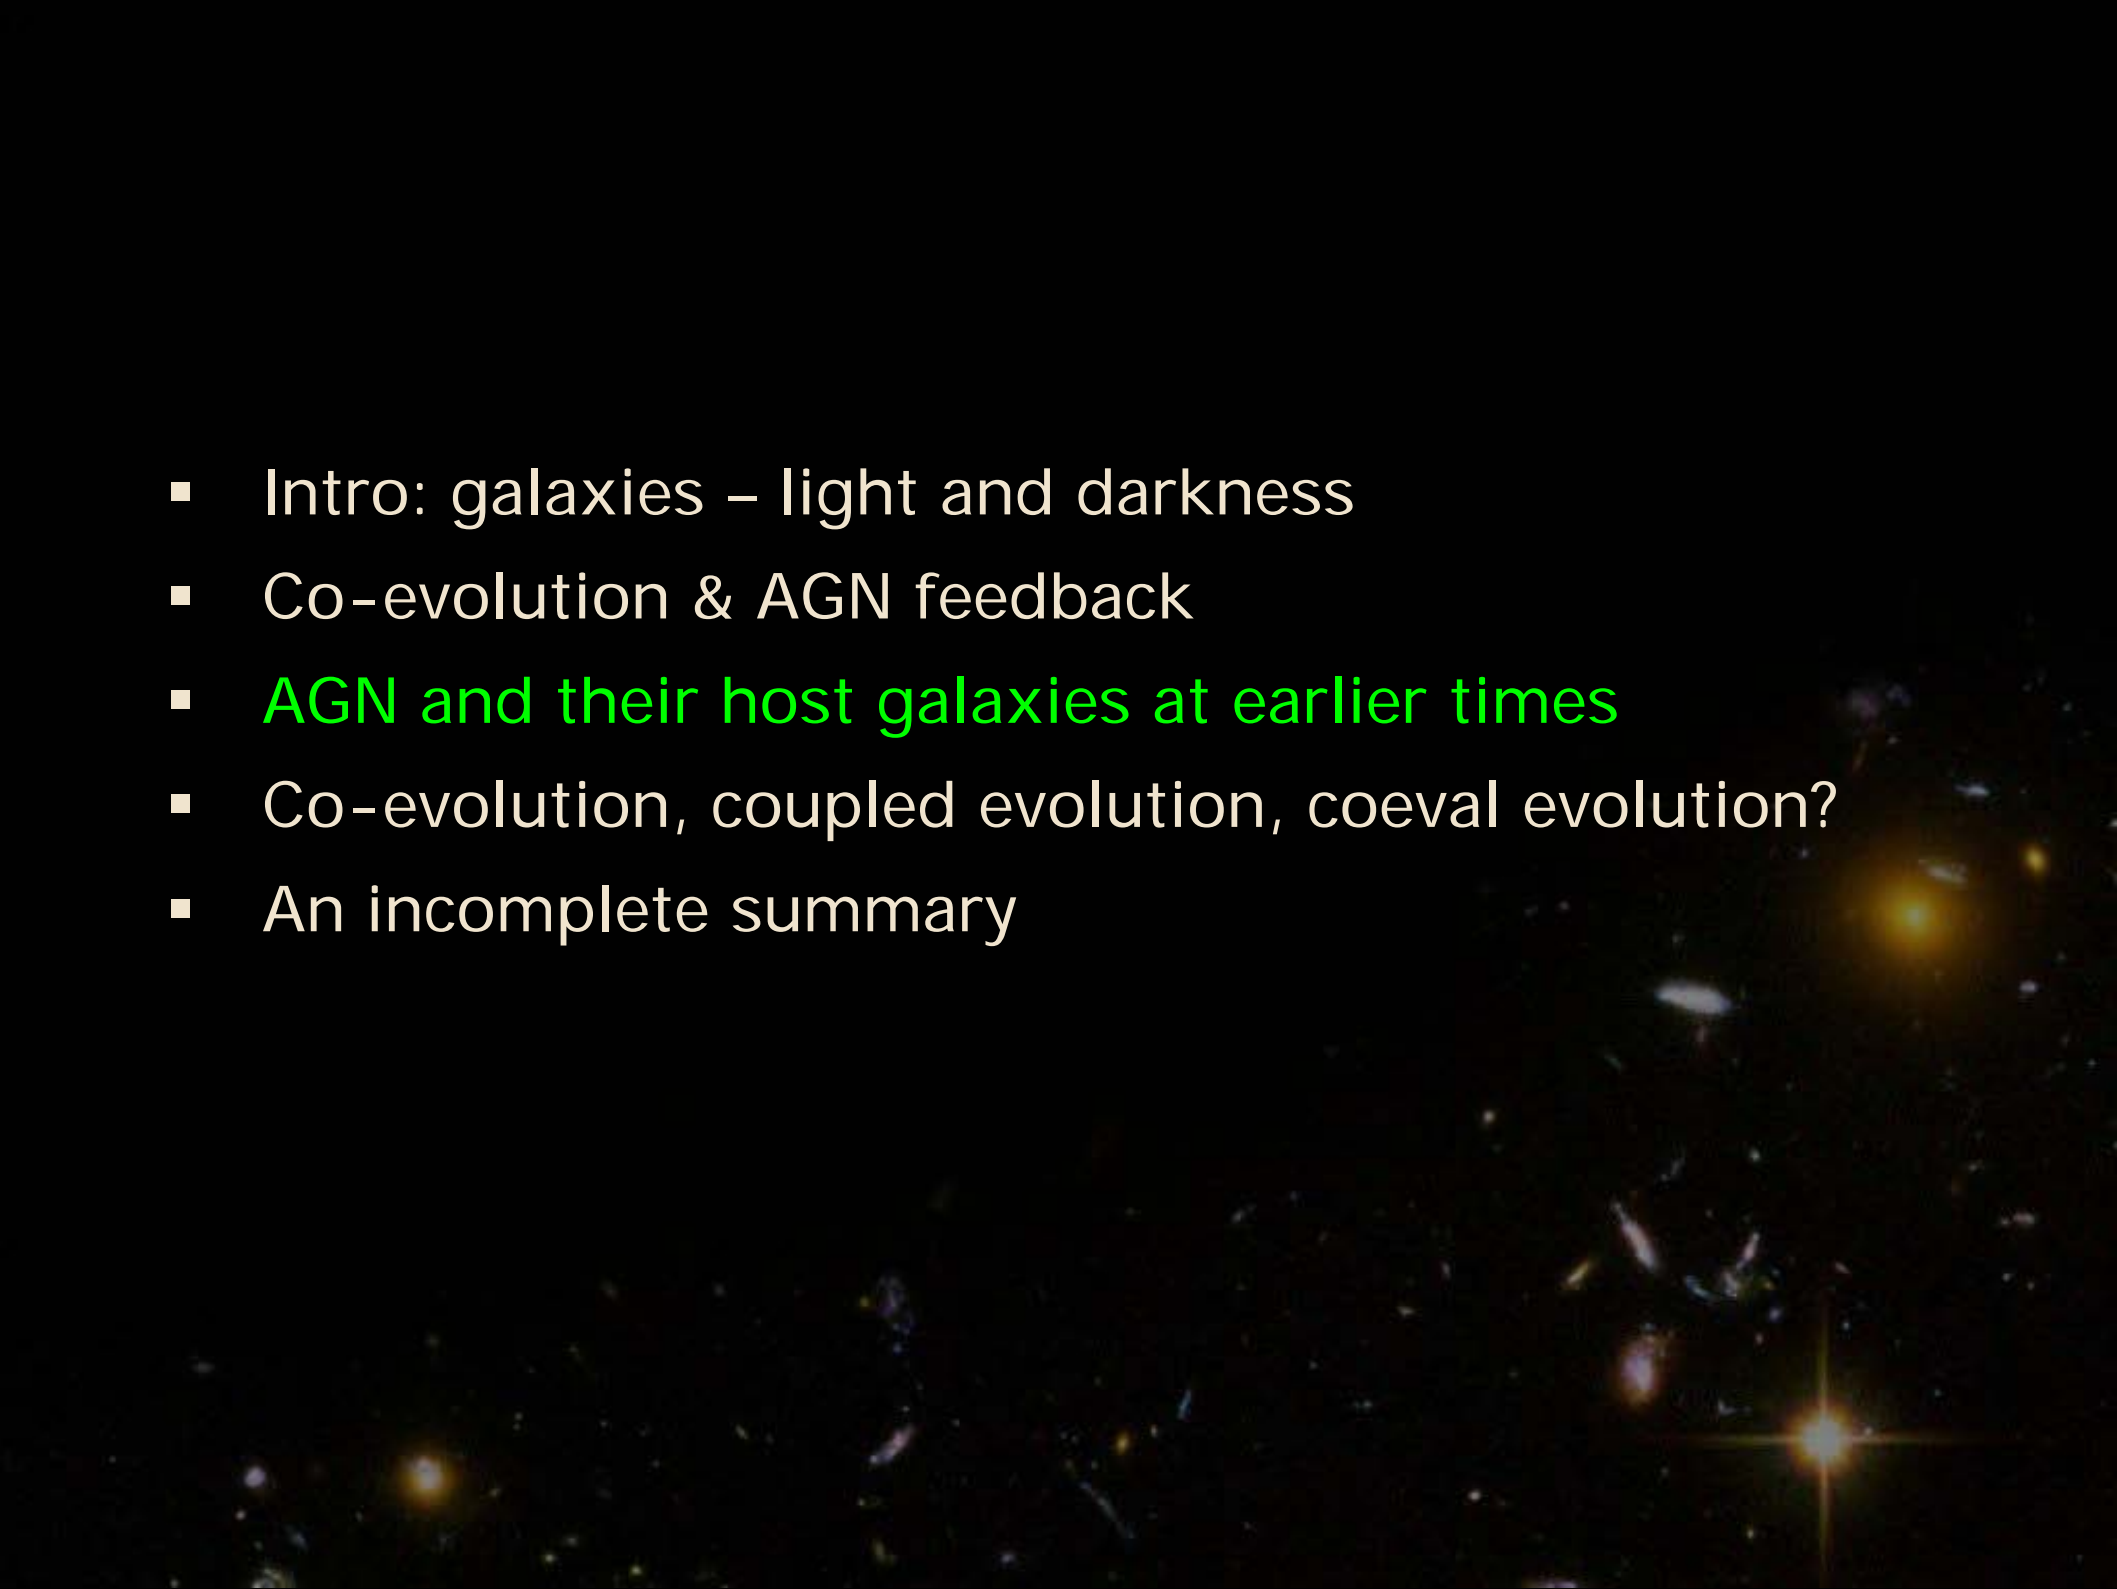 ▪ Intro: galaxies – light and darkness
▪ Co-evolution & AGN feedback
▪ AGN and their host galaxies at earlier times
▪ Co-evolution, coupled evolution, coeval evolution?
▪ An incomplete summary